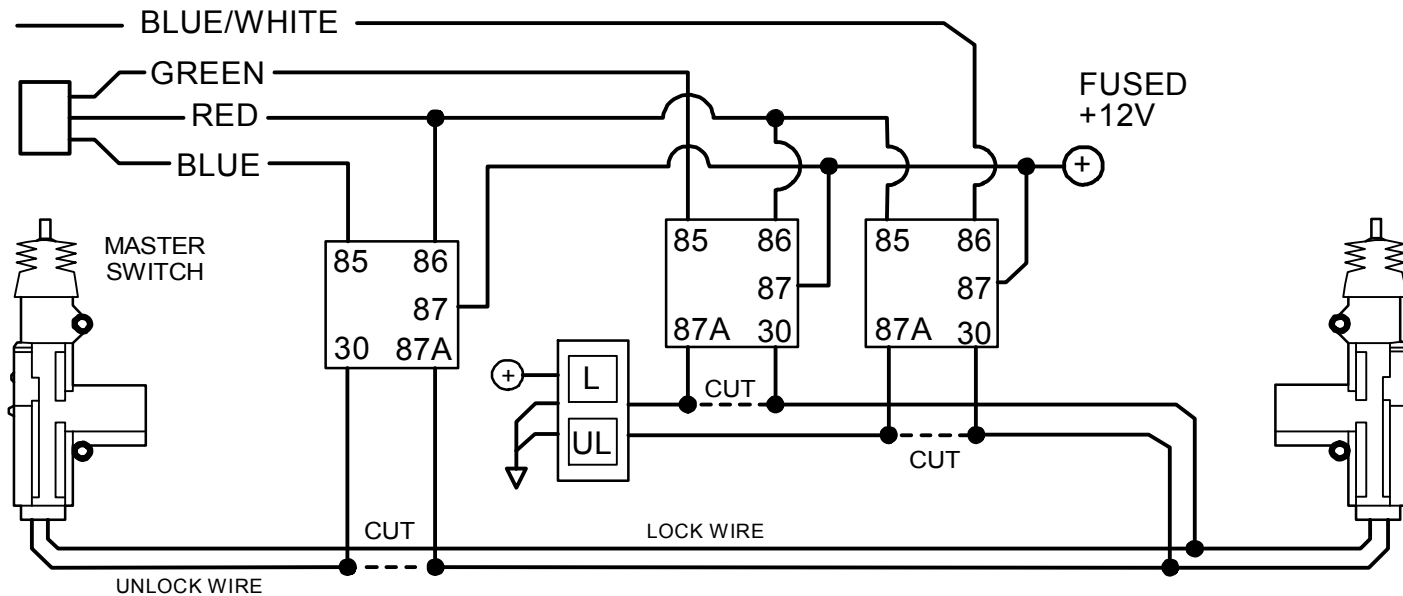 BLUE/WHITE
GREEN
RED
BLUE
FUSED
+12V
MASTER
SWITCH
85 86
87
30 87A
85 86
87
87A 30
85 86
87
87A 30
+
+
L
UL
CUT
CUT
CUT
LOCK WIRE
UNLOCK WIRE